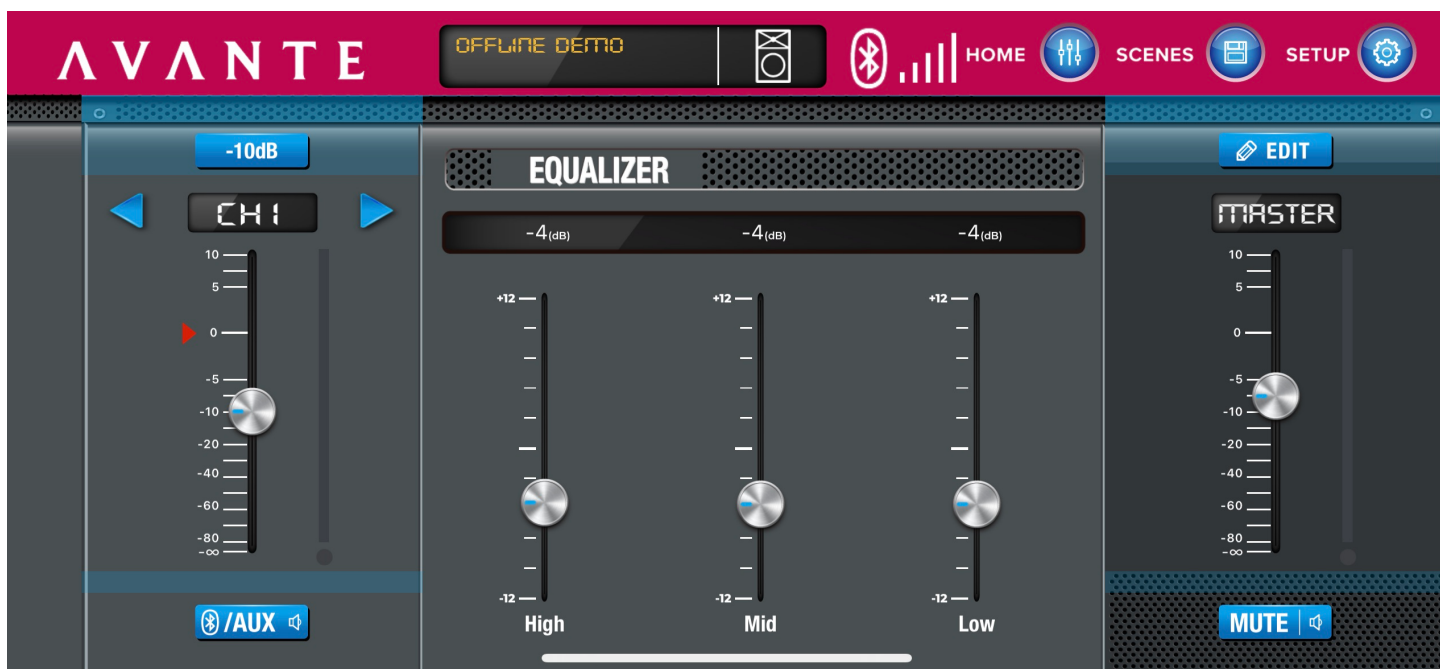 AVANTE
OFFLINE DEMO
HOME
SCENES
SETUP
-10dB
CH1
10
5
0
-5
-10
-20
-40
-60
-80
-∞
/AUX
EQUALIZER
-4(dB) -4(dB) -4(dB)
+12 +12 +12
-12 -12 -12
High Mid Low
EDIT
MASTER
10
5
0
-5
-10
-20
-40
-60
-80
-∞
MUTE